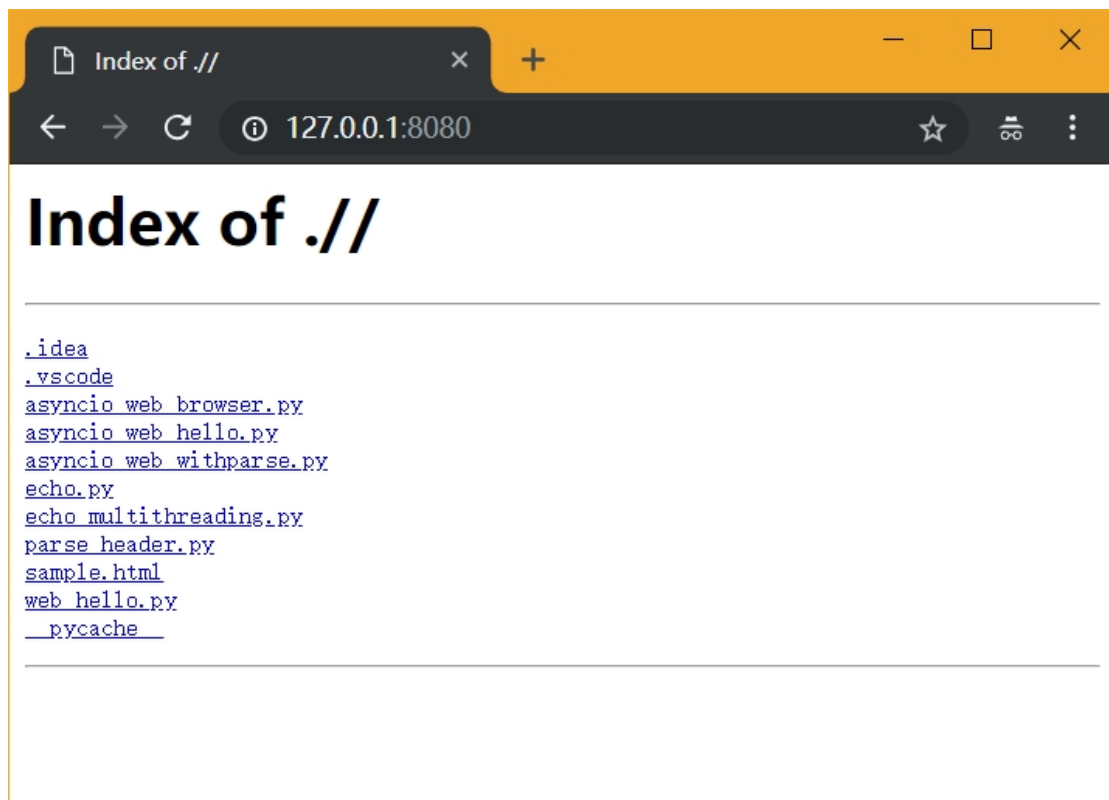 Index of .//
127.0.0.1:8080
Index of .//
.idea
.vscode
asyncio_web_browser.py
asyncio_web_hello.py
asyncio_web_withparse.py
echo.py
echo_multithreading.py
parse_header.py
sample.html
web_hello.py
__pycache__